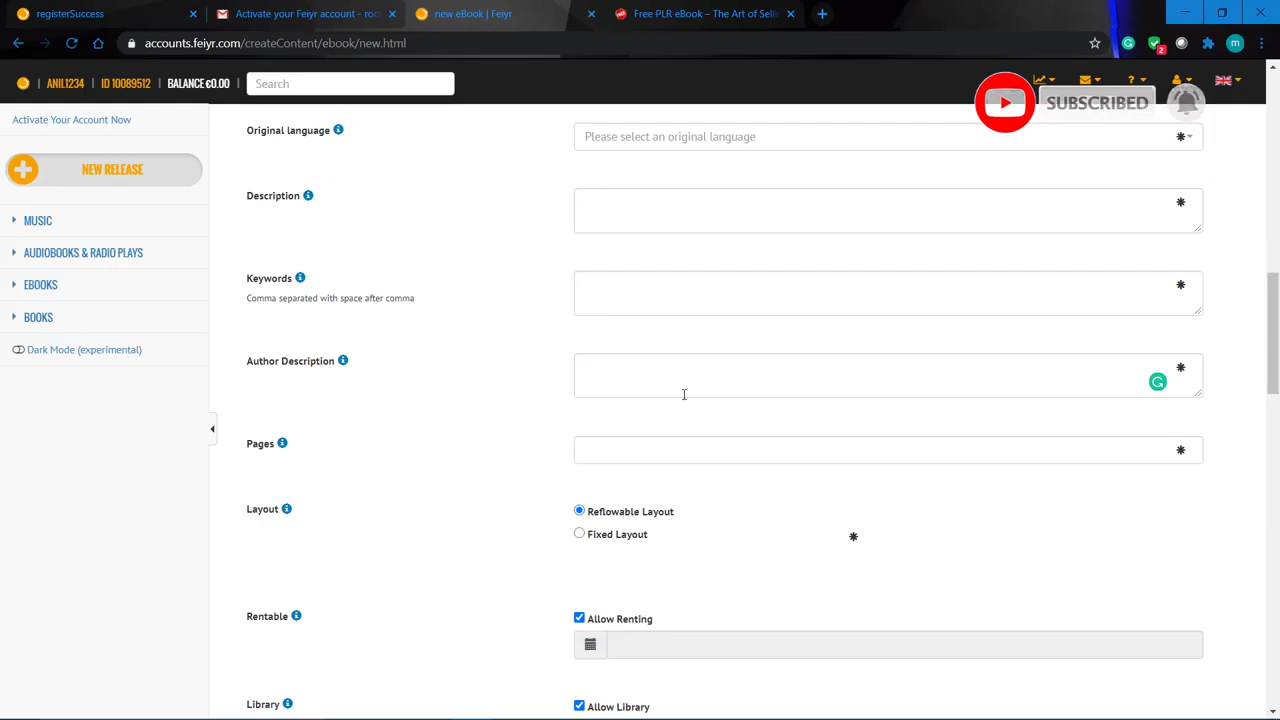 registerSuccess
Activate your Feiyr account - roo
new eBook | Feiyr
Free PLR eBook – The Art of Selli
accounts.feiyr.com/createContent/ebook/new.html
2
m
ANIL1234
ID 10089512
BALANCE €0.00
Search
SUBSCRIBED
Activate Your Account Now
NEW RELEASE
MUSIC
AUDIOBOOKS & RADIO PLAYS
EBOOKS
BOOKS
Dark Mode (experimental)
Original language
Please select an original language
Description
Keywords
Comma separated with space after comma
Author Description
Pages
Layout
Reflowable Layout
Fixed Layout
Rentable
Allow Renting
Library
Allow Library